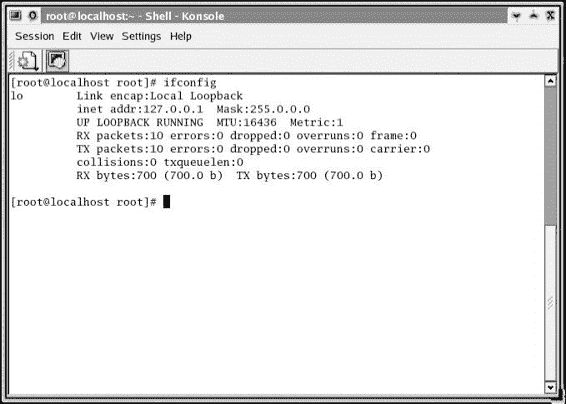 root@localhost:~ - Shell - Konsole
Session Edit View Settings Help
[root@localhost root]# ifconfig
lo        Link encap:Local Loopback
          inet addr:127.0.0.1  Mask:255.0.0.0
          UP LOOPBACK RUNNING  MTU:16436  Metric:1
          RX packets:10 errors:0 dropped:0 overruns:0 frame:0
          TX packets:10 errors:0 dropped:0 overruns:0 carrier:0
          collisions:0 txqueuelen:0
          RX bytes:700 (700.0 b)  TX bytes:700 (700.0 b)
[root@localhost root]#